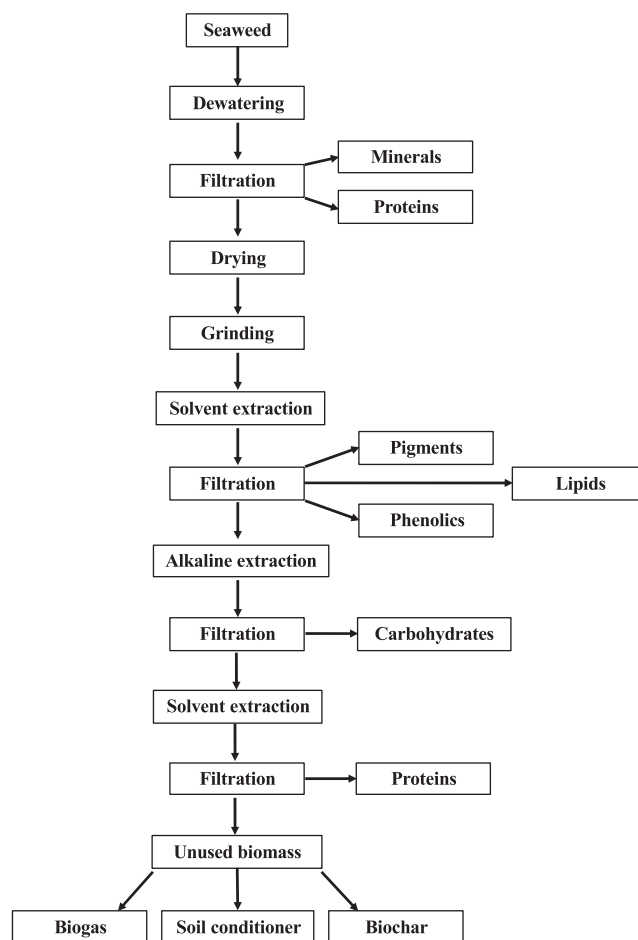 Seaweed
Dewatering
Minerals
Filtration
Proteins
Drying
Grinding
Solvent extraction
Pigments
Filtration
Lipids
Phenolics
Alkaline extraction
Filtration
Carbohydrates
Solvent extraction
Filtration
Proteins
Unused biomass
Biogas
Soil conditioner
Biochar